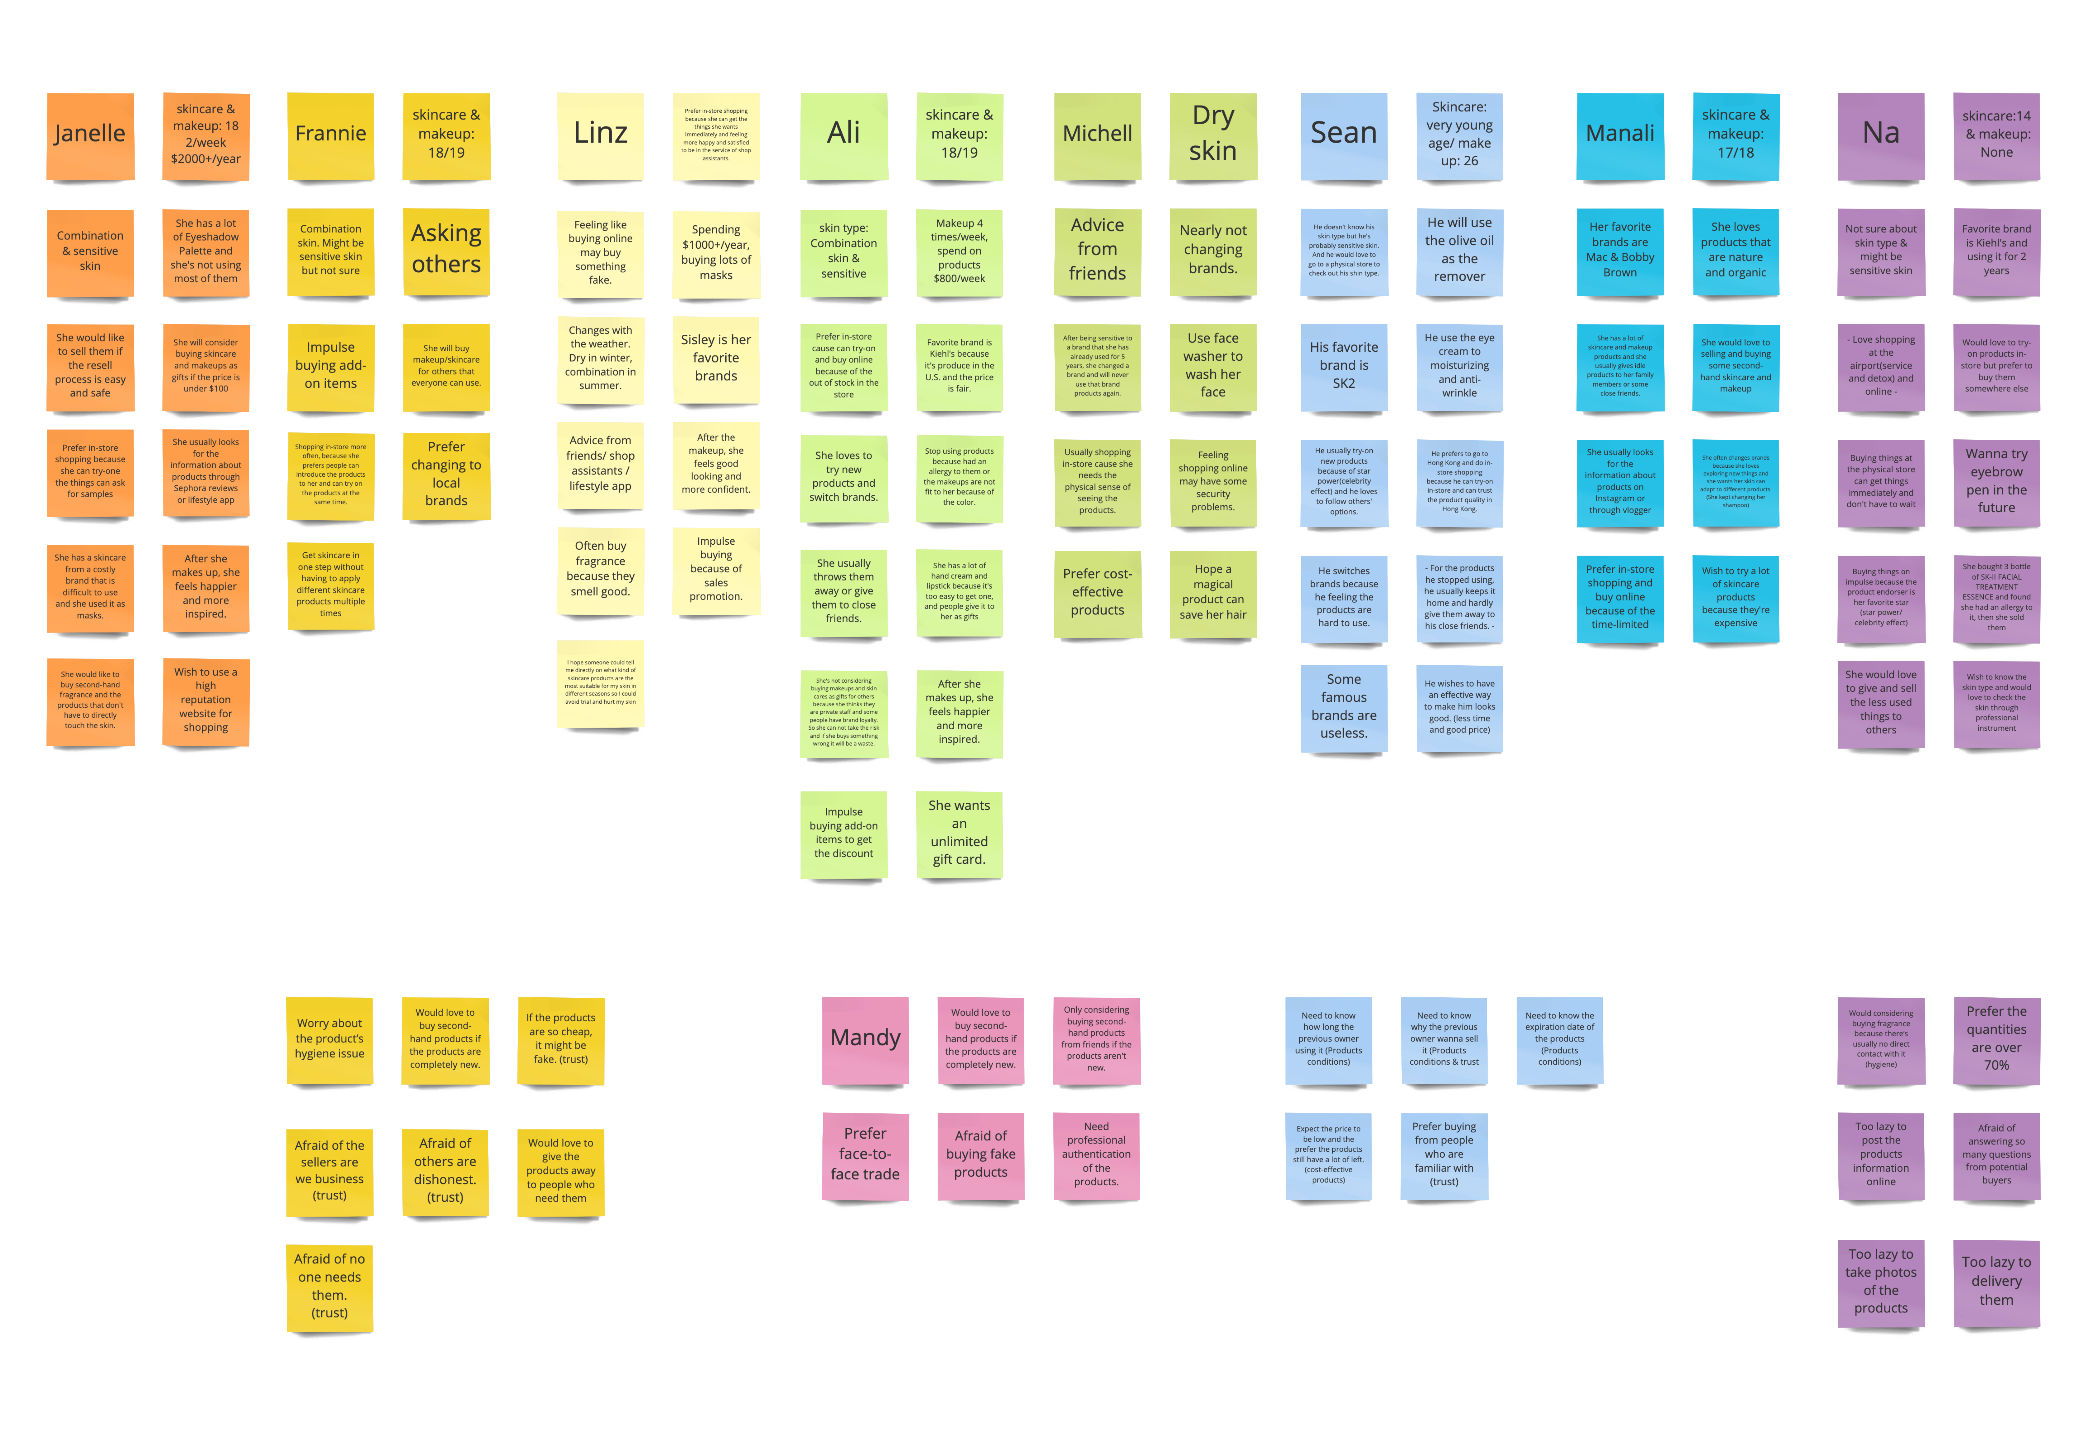 Janelle
skincare &
makeup: 18
2/week
$2000+/year
Combination
& sensitive
skin
She has a lot
of Eyeshadow
Palette and
she's not using
most of them
She would like
to sell them if
the resell
process is easy
and safe
She will consider
buying skincare
and makeups as
gifts if the price is
under $100
Prefer in-store
shopping because
she can try-one
the things can ask
for samples
She usually looks
for the
information about
products through
Sephora reviews
or lifestyle app
She has a skincare
from a costly
brand that is
difficult to use
and she used it as
masks.
After she
makes up, she
feels happier
and more
inspired.
She would like to
buy second-hand
fragrance and the
products that don't
have to directly
touch the skin.
Wish to use a
high
reputation
website for
shopping
Frannie
skincare &
makeup:
18/19
Combination
skin. Might be
sensitive skin
but not sure
Asking
others
Impulse
buying add-
on items
She will buy
makeup/skincare
for others that
everyone can use.
Shopping in-store more
often, because she
prefers people can
introduce the products
to her and can try on
the products at the
same time.
Prefer
changing to
local
brands
Get skincare in
one step without
having to apply
different skincare
products multiple
times
Linz
Prefer in-store shopping
because she can get the
things she wants
immediately and feeling
more happy and satisfied
to be in the service of shop
assistants.
Feeling like
buying online
may buy
something
fake.
Spending
$1000+/year,
buying lots of
masks
Changes with
the weather.
Dry in winter,
combination in
summer.
Sisley is her
favorite
brands
Advice from
friends/ shop
assistants /
lifestyle app
After the
makeup, she
feels good
looking and
more confident.
Often buy
fragrance
because they
smell good.
Impulse
buying
because of
sales
promotion.
I hope someone could tell
me directly on what kind of
skincare products are the
most suitable for my skin in
different seasons so I could
avoid trial and hurt my skin
Ali
skincare &
makeup:
18/19
skin type:
Combination
skin &
sensitive
Makeup 4
times/week,
spend on
products
$800/week
Prefer in-store
cause can try-on
and buy online
because of the
out of stock in the
store
Favorite brand is
Kiehl's because
it's produce in the
U.S. and the price
is fair.
She loves to
try new
products and
switch brands.
Stop using products
because had an
allergy to them or
the makeups are not
fit to her because of
the color.
She usually
throws them
away or give
them to close
friends.
She has a lot of
hand cream and
lipstick because it's
too easy to get one,
and people give it to
her as gifts
She's not considering
buying makeups and skin
cares as gifts for others
because she thinks they
are private staff and some
people have brand loyalty.
So she can not take the risk
and if she buys something
wrong it will be a waste.
After she
makes up, she
feels happier
and more
inspired.
Impulse
buying add-on
items to get
the discount
She wants
an
unlimited
gift card.
Michell
Dry
skin
Advice
from
friends
Nearly not
changing
brands.
After being sensitive to
a brand that she has
already used for 5
years, she changed a
brand and will never
use that brand
products again.
Use face
washer to
wash her
face
Usually shopping
in-store cause she
needs the
physical sense of
seeing the
products.
Feeling
shopping online
may have some
security
problems.
Prefer cost-
effective
products
Hope a
magical
product can
save her hair
Sean
Skincare:
very young
age/ make
up: 26
He doesn't know his
skin type but he's
probably sensitive skin.
And he would love to
go to a physical store to
check out his shin type.
He will use
the olive oil
as the
remover
His favorite
brand is
SK2
He use the eye
cream to
moisturizing
and anti-
wrinkle
He usually try-on
new products
because of star
power(celebrity
effect) and he loves
to follow others'
options.
He prefers to go to
Hong Kong and do in-
store shopping
because he can try-on
in-store and can trust
the product quality in
Hong Kong.
He switches
brands because
he feeling the
products are
hard to use.
- For the products
he stopped using,
he usually keeps it
home and hardly
give them away to
his close friends. -
Some
famous
brands are
useless.
He wishes to have
an effective way
to make him looks
good. (less time
and good price)
Manali
skincare &
makeup:
17/18
Her favorite
brands are
Mac & Bobby
Brown
She loves
products that
are nature
and organic
She has a lot of
skincare and makeup
products and she
usually gives idle
products to her family
members or some
close friends.
She would love to
selling and buying
some second-
hand skincare and
makeup
She usually looks
for the
information about
products on
Instagram or
through vlogger
She often changes brands
because she loves
exploring new things and
she wants her skin can
adapt to different products
(She kept changing her
shampoo)
Prefer in-store
shopping and
buy online
because of the
time-limited
Wish to try a lot
of skincare
products
because they're
expensive
Na
skincare:14
& makeup:
None
Not sure about
skin type &
might be
sensitive skin
Favorite brand
is Kiehl's and
using it for 2
years
- Love shopping
at the
airport(service
and detox) and
online -
Would love to try-
on products in-
store but prefer to
buy them
somewhere else
Buying things at
the physical store
can get things
immediately and
don't have to wait
Wanna try
eyebrow
pen in the
future
Buying things on
impulse because the
product endorser is
her favorite star
(star power/
celebrity effect)
She bought 3 bottle
of SK-II FACIAL
TREATMENT
ESSENCE and found
she had an allergy to
it, then she sold
them
She would love
to give and sell
the less used
things to
others
Wish to know the
skin type and would
love to check the
skin through
professional
instrument
Worry about
the product's
hygiene issue
Would love to
buy second-
hand products if
the products are
completely new.
If the products
are so cheap,
it might be
fake. (trust)
Afraid of the
sellers are
we business
(trust)
Afraid of
others are
dishonest.
(trust)
Would love to
give the
products away
to people who
need them
Afraid of no
one needs
them.
(trust)
Mandy
Would love to
buy second-
hand products if
the products are
completely new.
Only considering
buying second-
hand products
from friends if the
products aren't
new.
Prefer
face-to-
face trade
Afraid of
buying fake
products
Need
professional
authentication
of the
products.
Need to know
how long the
previous owner
using it (Products
conditions)
Need to know
why the previous
owner wanna sell
it (Products
conditions & trust
Need to know the
expiration date of
the products
(Products
conditions)
Expect the price to
be low and the
prefer the products
still have a lot of left.
(cost-effective
products)
Prefer buying
from people
who are
familiar with
(trust)
Would considering
buying fragrance
because there's
usually no direct
contact with it
(hygiene)
Prefer the
quantities
are over
70%
Too lazy to
post the
products
information
online
Afraid of
answering so
many questions
from potential
buyers
Too lazy to
take photos
of the
products
Too lazy to
delivery
them